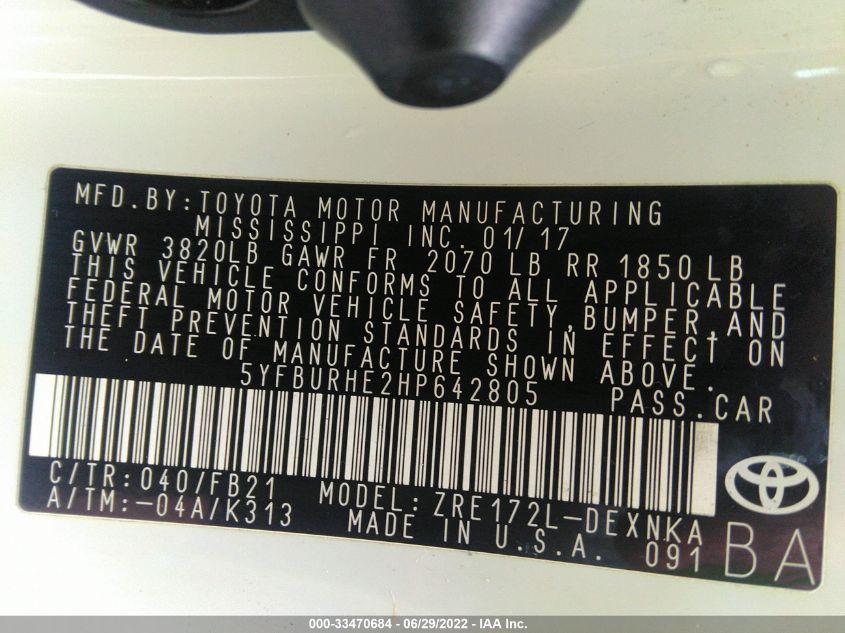 MFD.BY:TOYOTA MOTOR MANUFACTURING
MISSISSIPPI INC. 01/17
GVWR 3820LB GAWR FR 2070 LB RR 1850 LB
THIS VEHICLE CONFORMS TO ALL APPLICABLE
FEDERAL MOTOR VEHICLE SAFETY,BUMPER,AND
THEFT PREVENTION STANDARDS IN EFFECT ON
THE DATE OF MANUFACTURE SHOWN ABOVE.
5YFBURHE2HP642805 PASS.CAR
C/TR:040/FB21 MODEL:ZRE172L-DEXNKA
A/TM:-04A/K313 MADE IN U.S.A. 091 BA
000-33470684 - 06/29/2022 - IAA Inc.